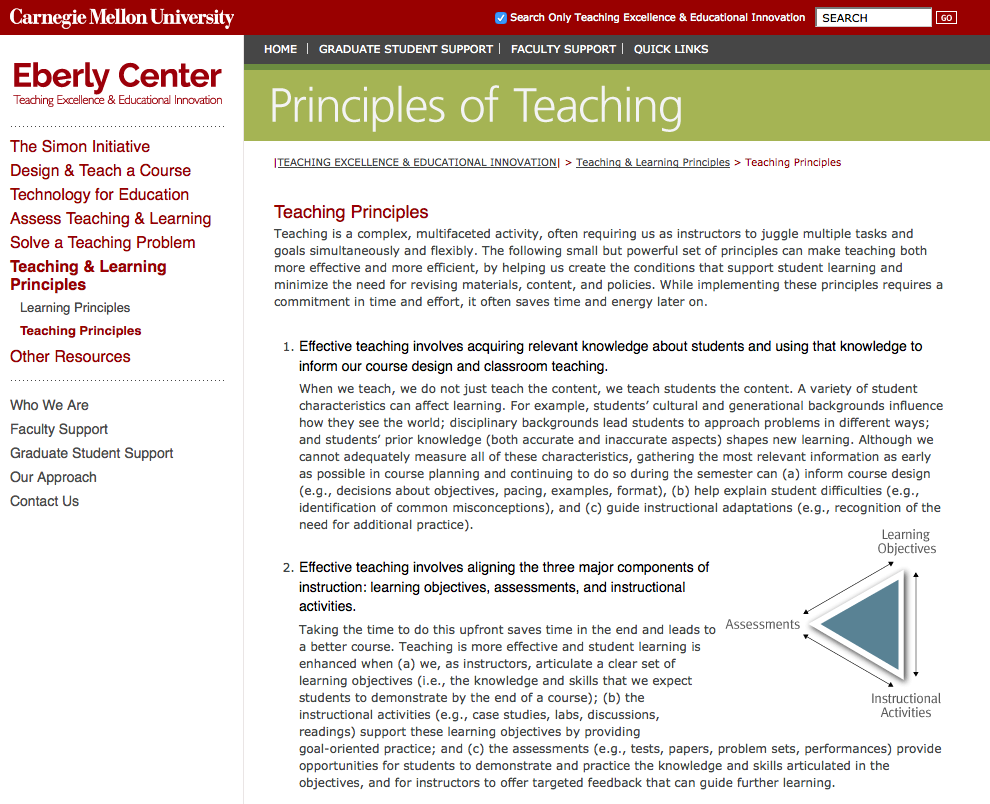 Carnegie Mellon University
Search Only Teaching Excellence & Educational Innovation
SEARCH
GO
HOME | GRADUATE STUDENT SUPPORT | FACULTY SUPPORT | QUICK LINKS
Eberly Center
Teaching Excellence & Educational Innovation
The Simon Initiative
Design & Teach a Course
Technology for Education
Assess Teaching & Learning
Solve a Teaching Problem
Teaching & Learning
Principles
Learning Principles
Teaching Principles
Other Resources
Who We Are
Faculty Support
Graduate Student Support
Our Approach
Contact Us
Principles of Teaching
|TEACHING EXCELLENCE & EDUCATIONAL INNOVATION| > Teaching & Learning Principles > Teaching Principles
Teaching Principles
Teaching is a complex, multifaceted activity, often requiring us as instructors to juggle multiple tasks and
goals simultaneously and flexibly. The following small but powerful set of principles can make teaching both
more effective and more efficient, by helping us create the conditions that support student learning and
minimize the need for revising materials, content, and policies. While implementing these principles requires a
commitment in time and effort, it often saves time and energy later on.
1. Effective teaching involves acquiring relevant knowledge about students and using that knowledge to
inform our course design and classroom teaching.
When we teach, we do not just teach the content, we teach students the content. A variety of student
characteristics can affect learning. For example, students’ cultural and generational backgrounds influence
how they see the world; disciplinary backgrounds lead students to approach problems in different ways;
and students’ prior knowledge (both accurate and inaccurate aspects) shapes new learning. Although we
cannot adequately measure all of these characteristics, gathering the most relevant information as early
as possible in course planning and continuing to do so during the semester can (a) inform course design
(e.g., decisions about objectives, pacing, examples, format), (b) help explain student difficulties (e.g.,
identification of common misconceptions), and (c) guide instructional adaptations (e.g., recognition of the
need for additional practice).
2. Effective teaching involves aligning the three major components of
instruction: learning objectives, assessments, and instructional
activities.
Taking the time to do this upfront saves time in the end and leads to
a better course. Teaching is more effective and student learning is
enhanced when (a) we, as instructors, articulate a clear set of
learning objectives (i.e., the knowledge and skills that we expect
students to demonstrate by the end of a course); (b) the
instructional activities (e.g., case studies, labs, discussions,
readings) support these learning objectives by providing
goal-oriented practice; and (c) the assessments (e.g., tests, papers, problem sets, performances) provide
opportunities for students to demonstrate and practice the knowledge and skills articulated in the
objectives, and for instructors to offer targeted feedback that can guide further learning.
Learning
Objectives
Assessments
Instructional
Activities